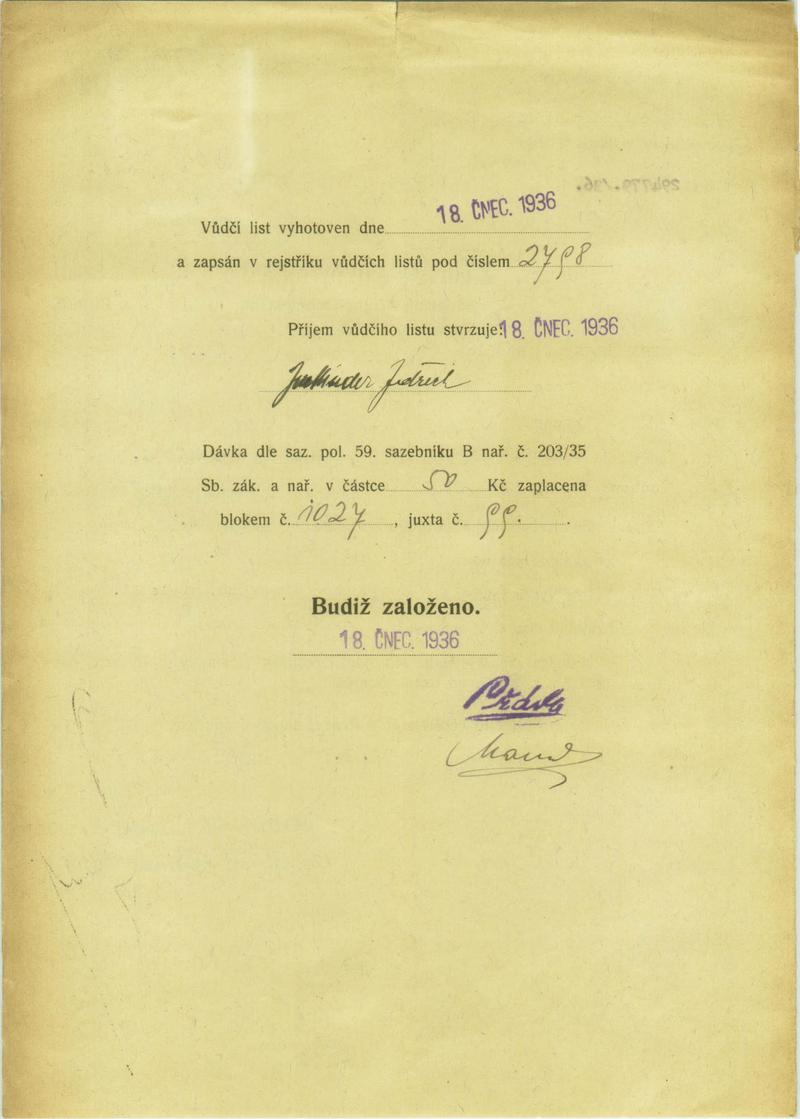 18. ČNEC. 1936
Vůdčí list vyhotoven dne
a zapsán v rejstříku vůdčích listů pod číslem 2798
Příjem vůdčího listu stvrzuje: 18. ČNEC. 1936
Jindřich
Dávka dle saz. pol. 59. sazebníku B nař. č. 203/35
Sb. zák. a nař. v částce 50 Kč zaplacena
blokem č. 1027, juxta č. 99.
Budiž založeno.
18. ČNEC. 1936